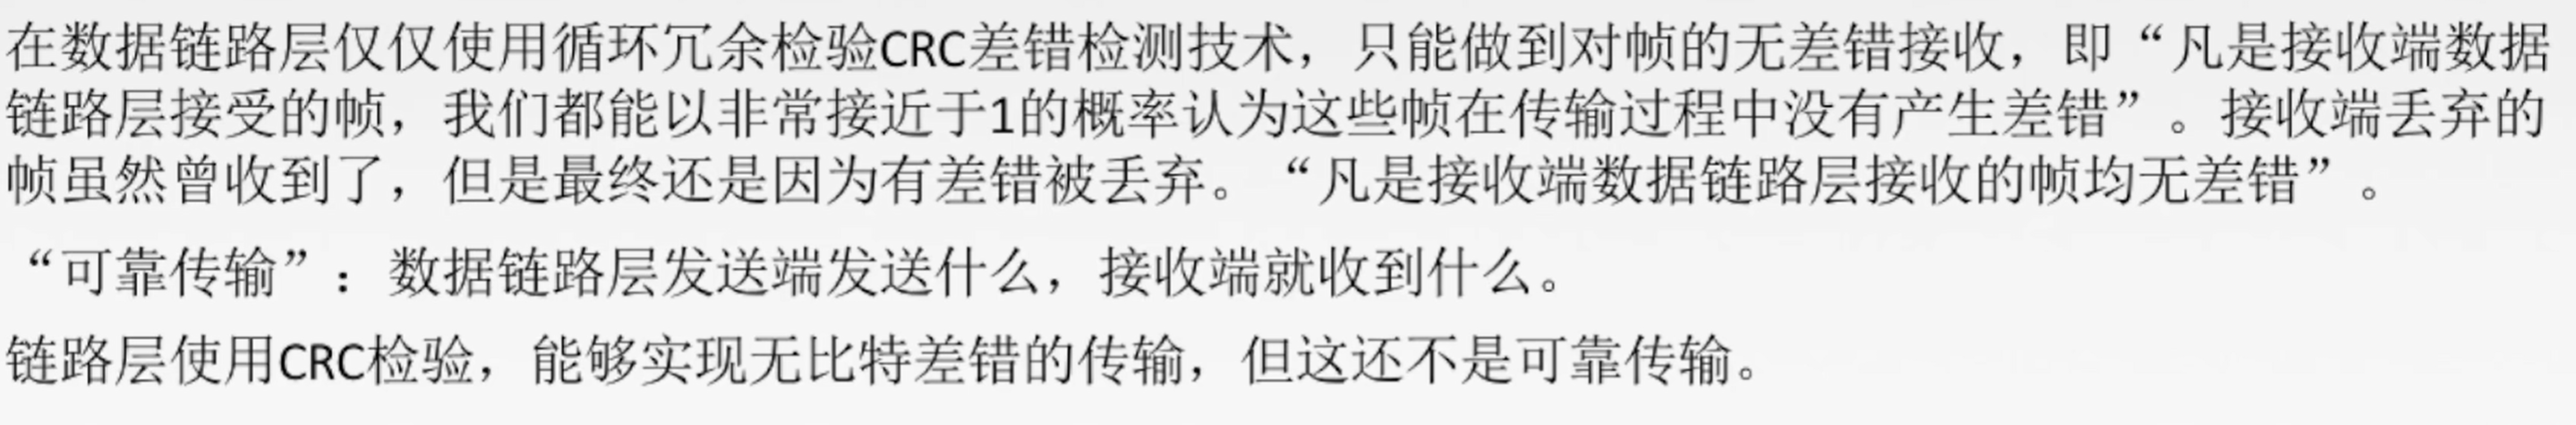 在数据链路层仅仅使用循环冗余检验CRC差错检测技术，只能做到对帧的无差错接收，即“凡是接收端数据
链路层接受的帧，我们都能以非常接近于1的概率认为这些帧在传输过程中没有产生差错”。接收端丢弃的
帧虽然曾收到了，但是最终还是因为有差错被丢弃。“凡是接收端数据链路层接收的帧均无差错”。
“可靠传输”：数据链路层发送端发送什么，接收端就收到什么。
链路层使用CRC检验，能够实现无比特差错的传输，但这还不是可靠传输。